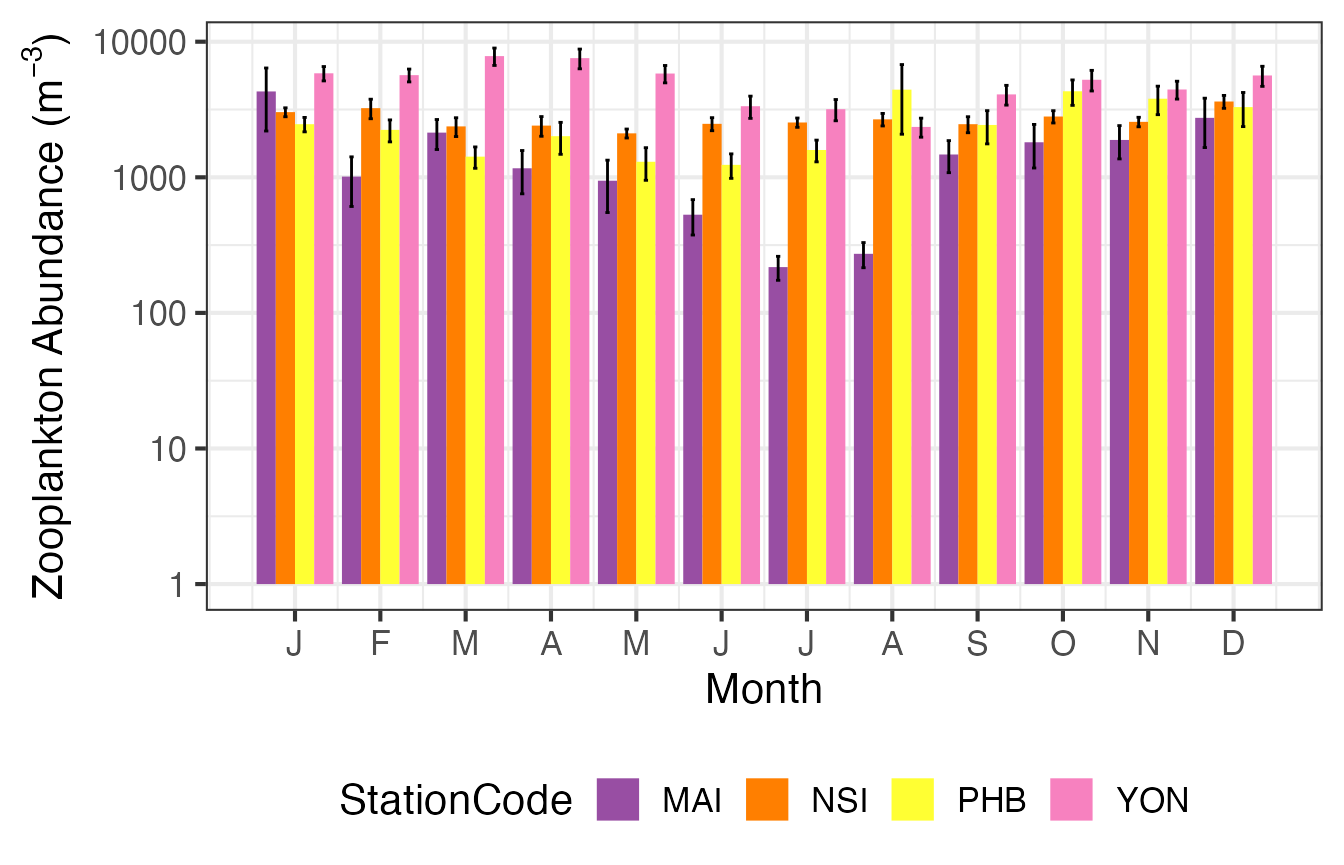 Zooplankton Abundance (m⁻³)
10000
1000
100
10
1
J F M A M J J A S O N D
Month
StationCode MAI NSI PHB YON